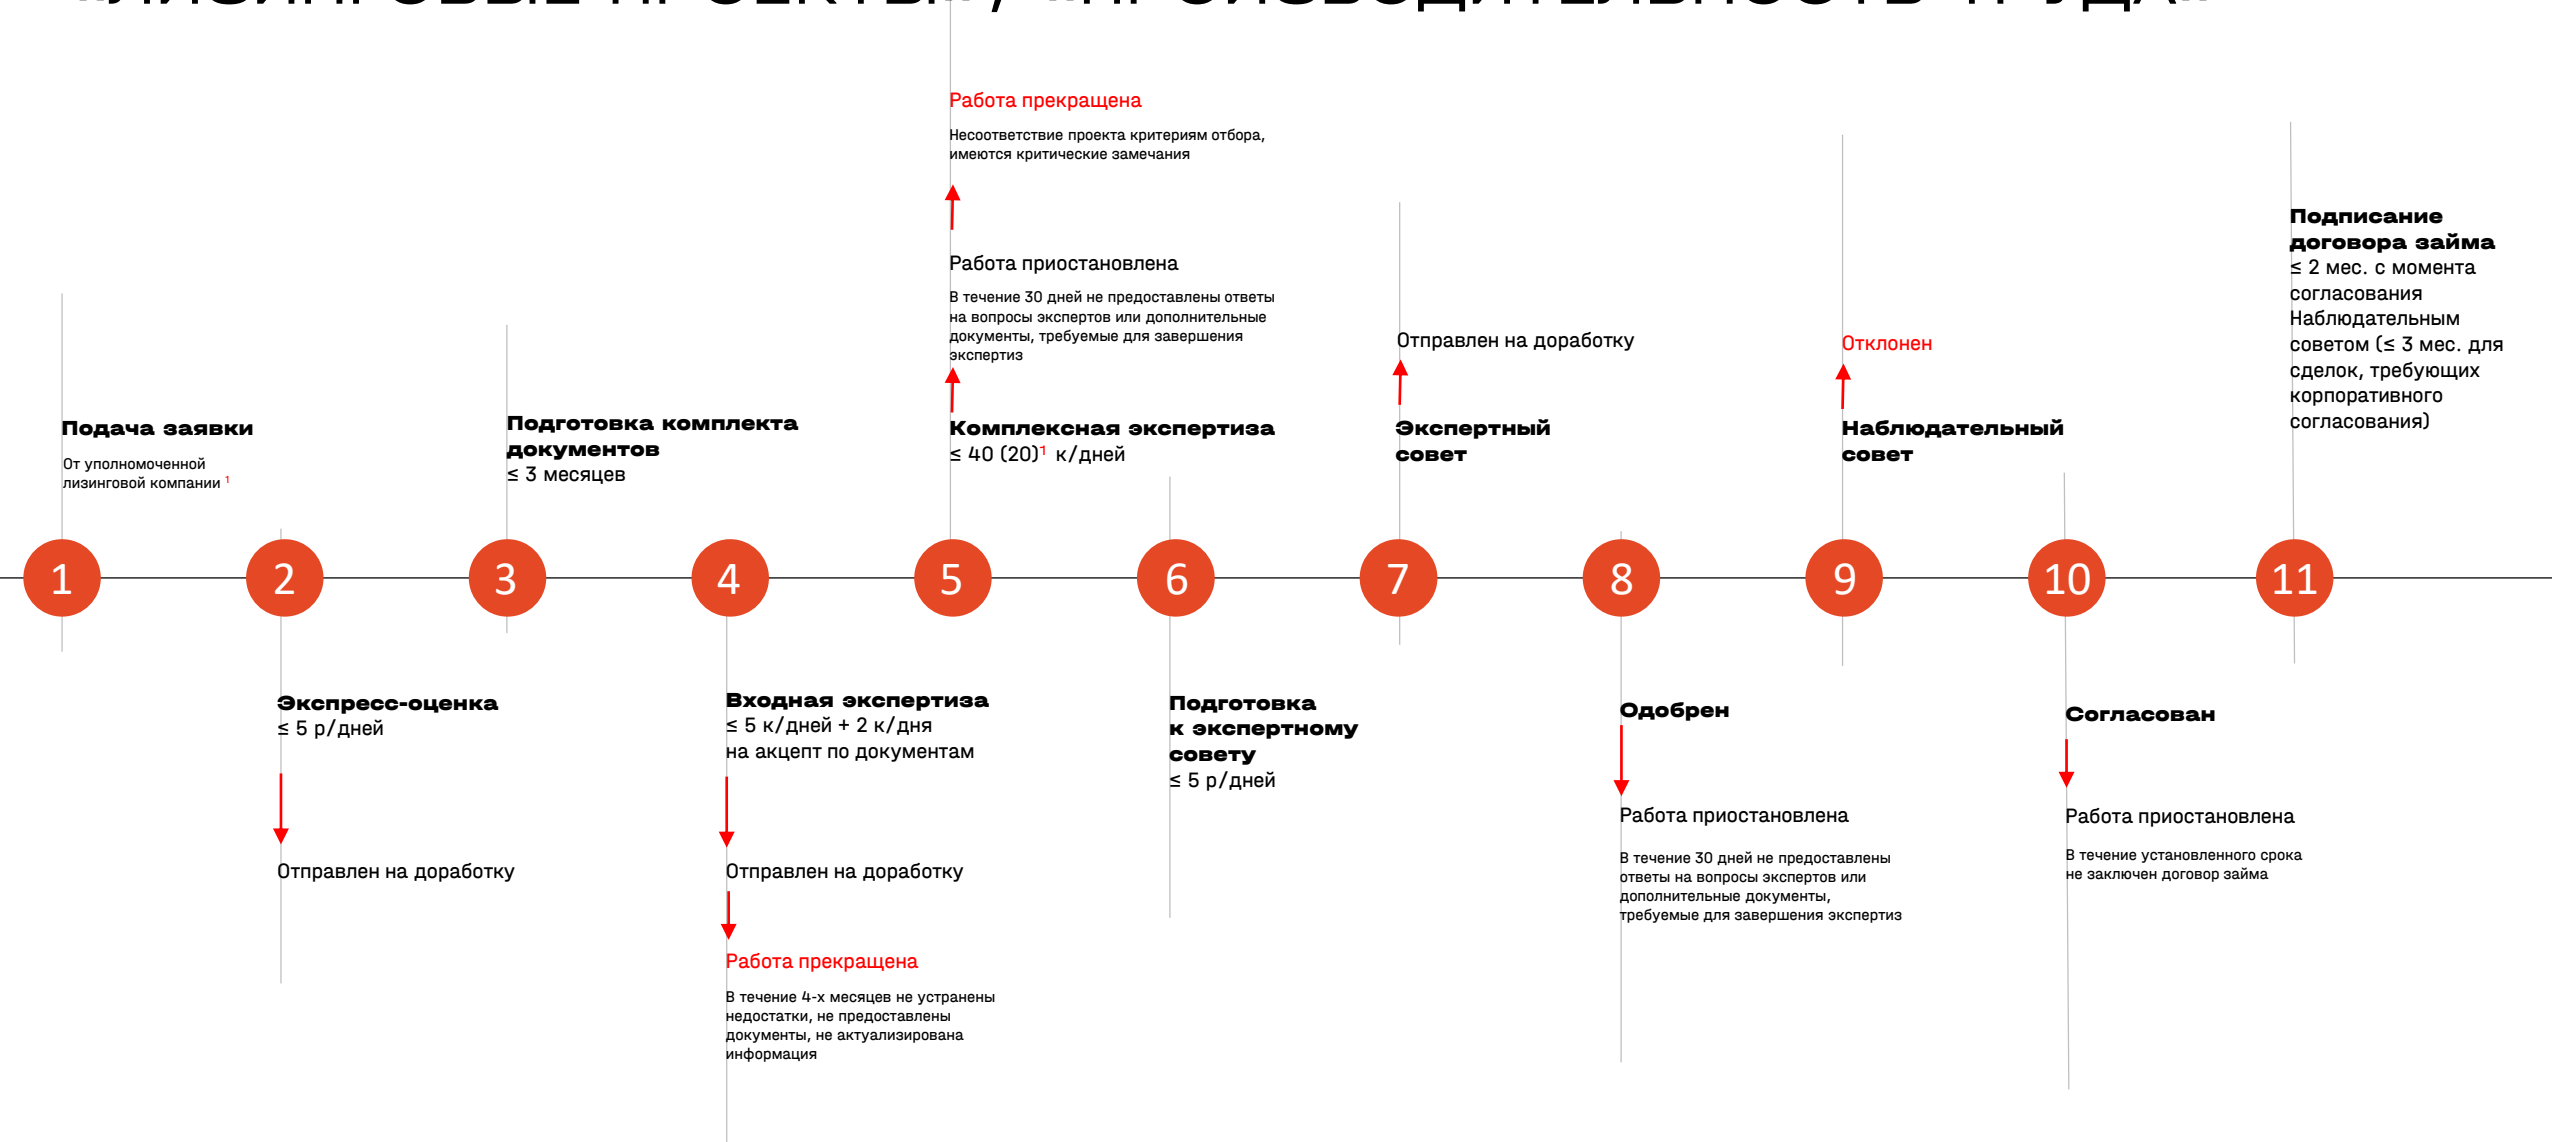 «ЛИЗИНГОВЫЕ ПРОЕКТЫ», «ПРОИЗВОДИТЕЛЬНОСТЬ ТРУДА»
Работа прекращена
Несоответствие проекта критериям отбора,
имеются критические замечания
Работа приостановлена
В течение 30 дней не предоставлены ответы
на вопросы экспертов или дополнительные
документы, требуемые для завершения
экспертиз
Подача заявки
От уполномоченной
лизинговой компании ¹
Подготовка комплекта
документов
≤ 3 месяцев
Комплексная экспертиза
≤ 40 (20)¹ к/дней
Отправлен на доработку
Экспертный
совет
Отклонен
Наблюдательный
совет
Подписание
договора займа
≤ 2 мес. с момента
согласования
Наблюдательным
советом (≤ 3 мес. для
сделок, требующих
корпоративного
согласования)
1
2
3
4
5
6
7
8
9
10
11
Экспресс-оценка
≤ 5 р/дней
Отправлен на доработку
Входная экспертиза
≤ 5 к/дней + 2 к/дня
на акцепт по документам
Отправлен на доработку
Работа прекращена
В течение 4-х месяцев не устранены
недостатки, не предоставлены
документы, не актуализирована
информация
Подготовка
к экспертному
совету
≤ 5 р/дней
Одобрен
Работа приостановлена
В течение 30 дней не предоставлены
ответы на вопросы экспертов или
дополнительные документы,
требуемые для завершения экспертиз
Согласован
Работа приостановлена
В течение установленного срока
не заключен договор займа